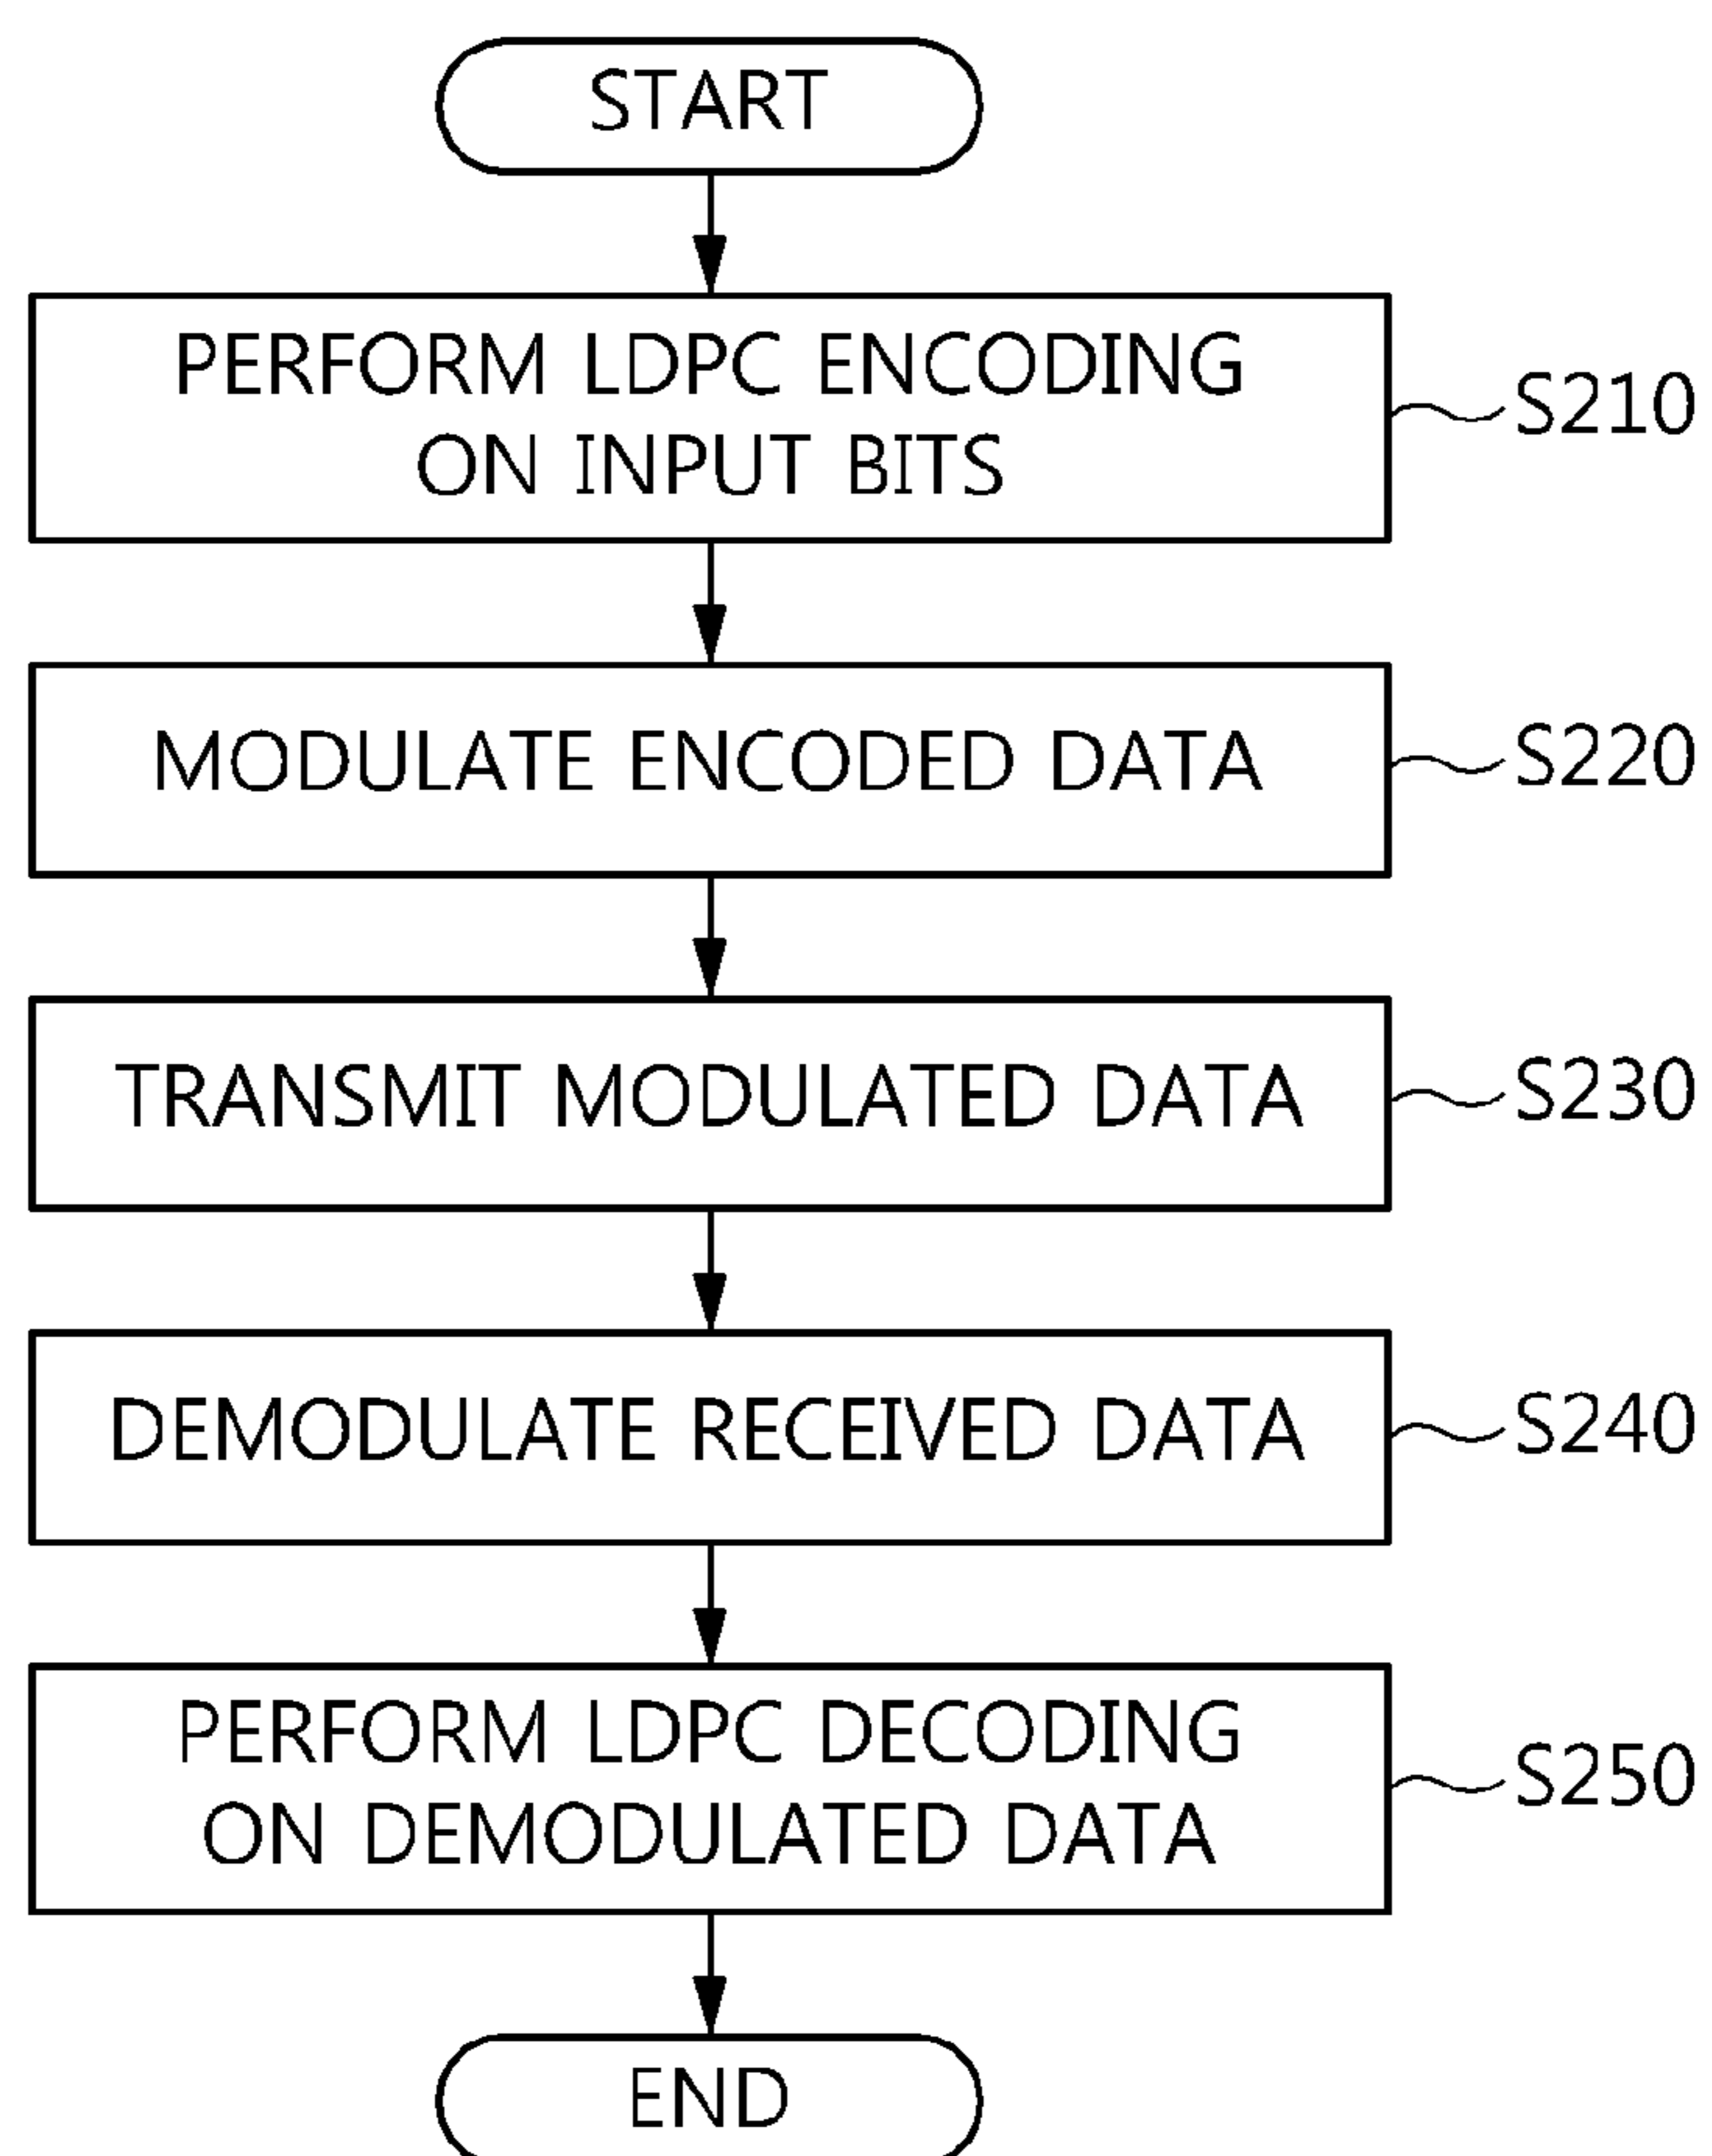 START
PERFORM LDPC ENCODING
ON INPUT BITS
S210
MODULATE ENCODED DATA
S220
TRANSMIT MODULATED DATA
S230
DEMODULATE RECEIVED DATA
S240
PERFORM LDPC DECODING
ON DEMODULATED DATA
S250
END